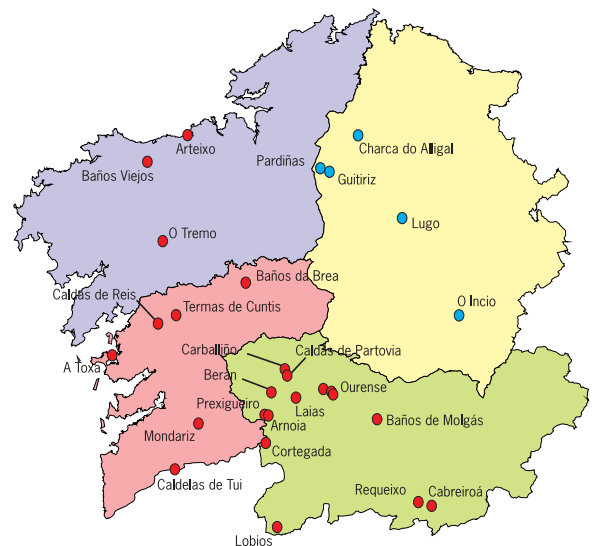 Arteixo
Charca do Alligal
Pardiñas
Baños Viejos
Guitiriz
Lugo
O Tremo
Baños da Brea
Caldas de Reis
Termas de Cuntis
O Incio
Carballiño
Caldas de Partovia
A Toxa
Berán
Ourense
Prexigueiro
Laias
Baños de Molgás
Arnoia
Mondariz
Cortegada
Caldelas de Tui
Requeixo
Cabreiroá
Lobios